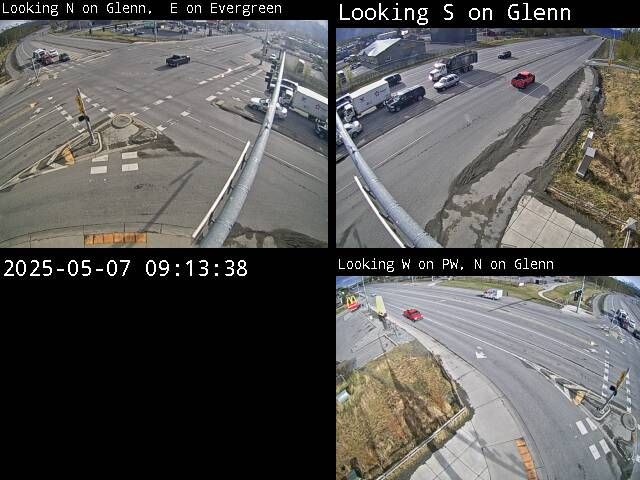 Looking N on Glenn,  E on Evergreen
Looking S on Glenn
2025-05-07 09:13:38
Looking W on PW, N on Glenn